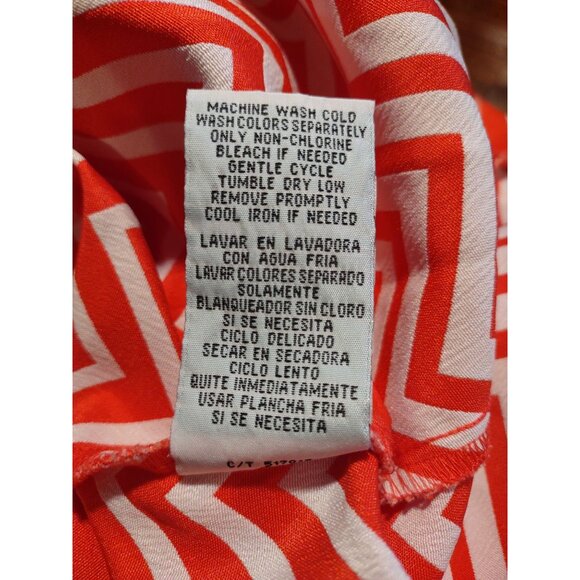 MACHINE WASH COLD
WASH COLORS SEPARATELY
ONLY NON-CHLORINE
BLEACH IF NEEDED
GENTLE CYCLE
TUMBLE DRY LOW
REMOVE PROMPTLY
COOL IRON IF NEEDED
LAVAR EN LAVADORA
CON AGUA FRIA
LAVAR COLORES SEPARADO
SOLAMENTE
BLANQUEADOR SIN CLORO
SI SE NECESITA
CICLO DELICADO
SECAR EN SECADORA
CICLO LENTO
QUITE INMEDIATAMENTE
USAR PLANCHA FRIA
SI SE NECESITA
C/T